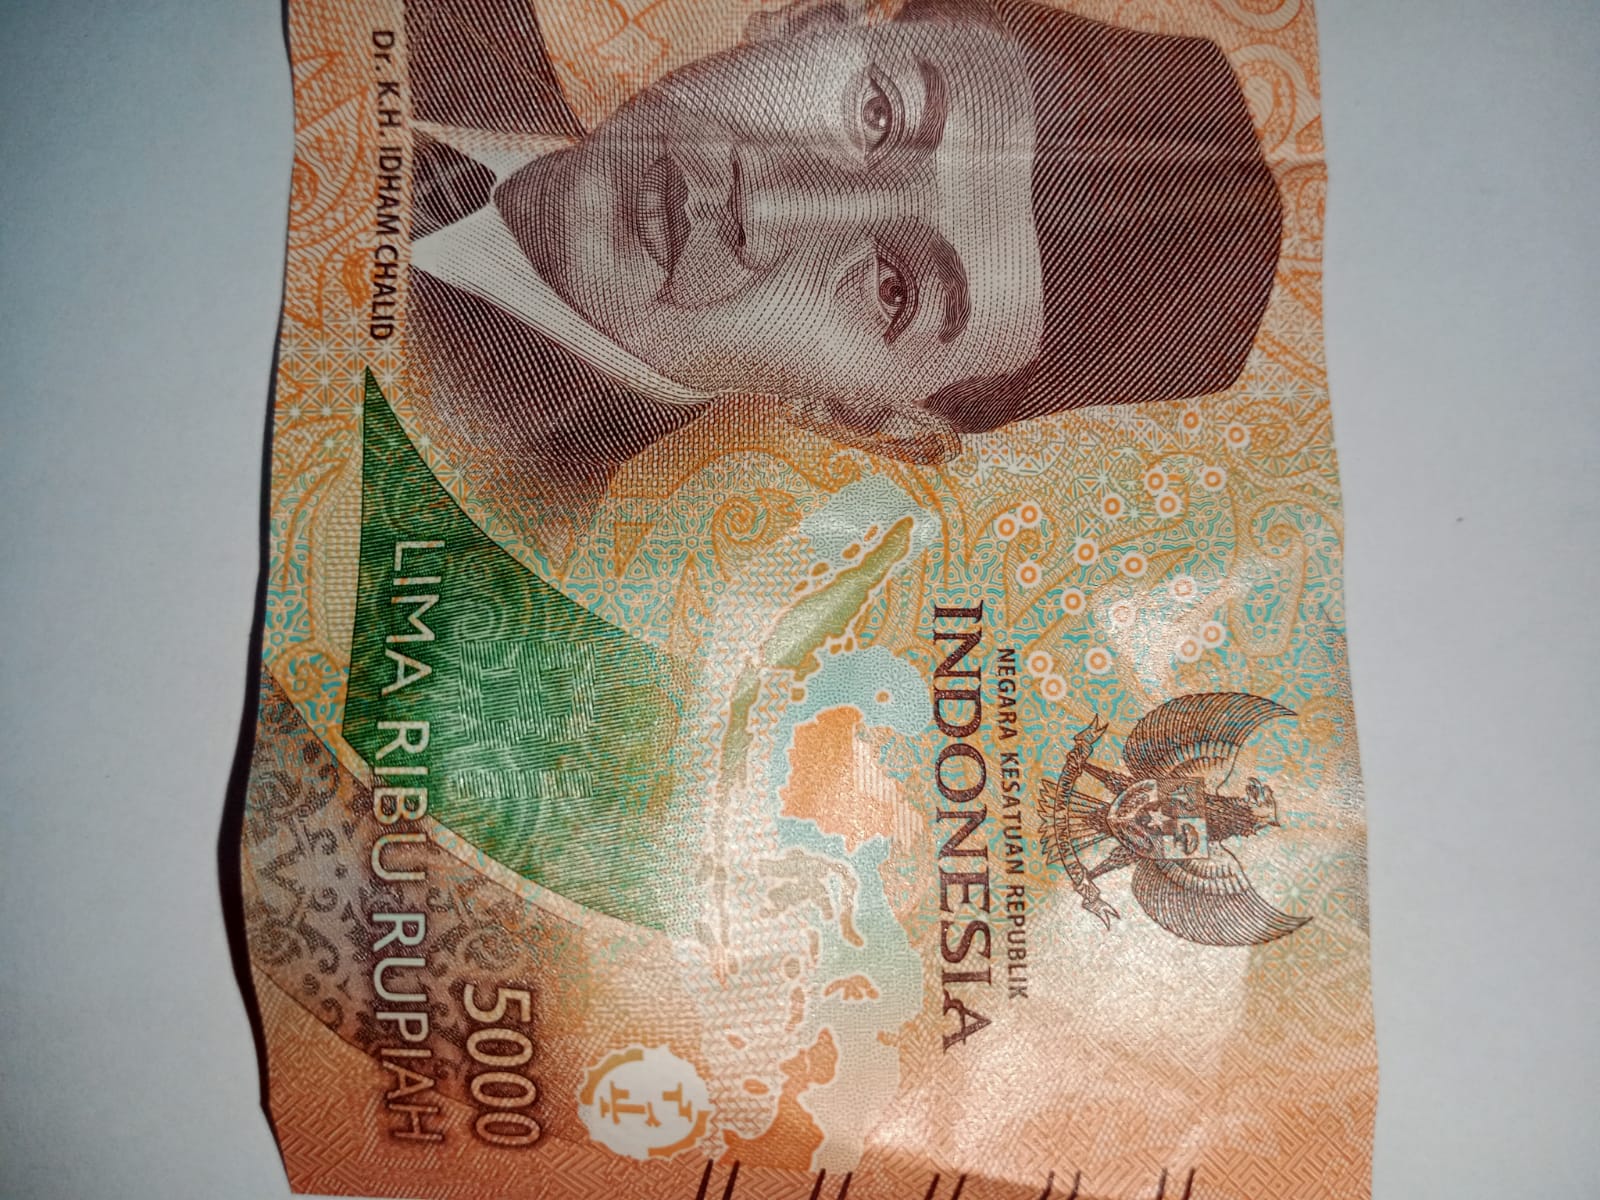 NEGARA KESATUAN REPUBLIK
INDONESIA
Dr. K.H. IDHAM CHALID
5000
LIMA RIBU RUPIAH